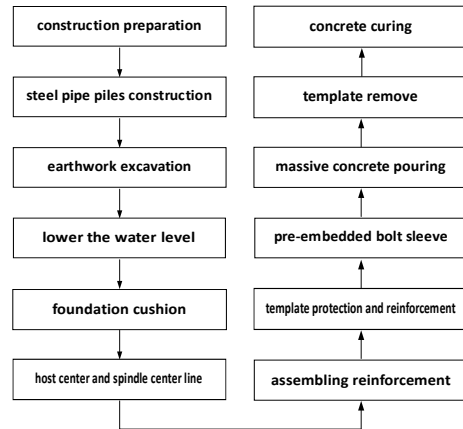 construction preparation
steel pipe piles construction
earthwork excavation
lower the water level
foundation cushion
host center and spindle center line
assembling reinforcement
template protection and reinforcement
pre-embedded bolt sleeve
massive concrete pouring
template remove
concrete curing